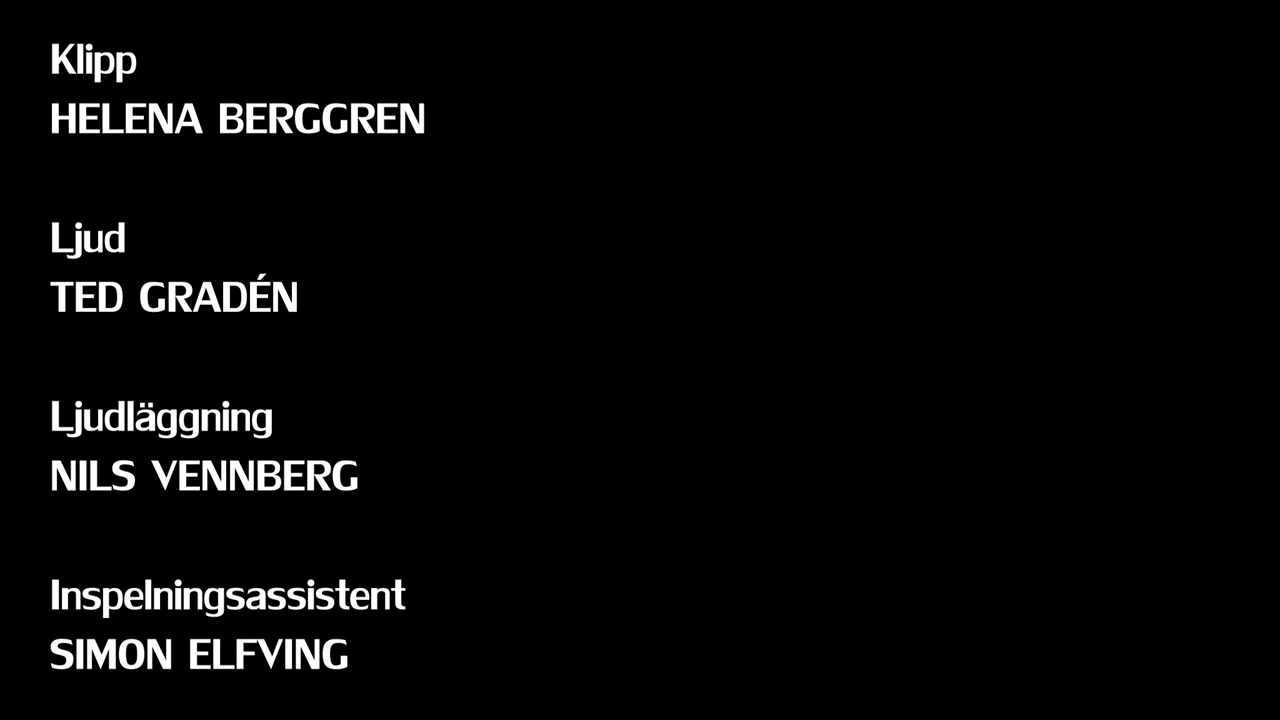 Klipp
HELENA BERGGREN
Ljud
TED GRADÉN
Ljudläggning
NILS VENNBERG
Inspelningsassistent
SIMON ELFVING